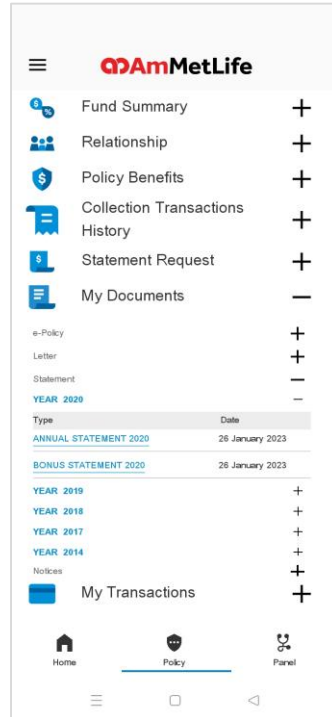 AmMetLife
Fund Summary
Relationship
Policy Benefits
Collection Transactions
History
Statement Request
My Documents
e-Policy
Letter
Statement
YEAR 2020
Type Date
ANNUAL STATEMENT 2020 26 January 2023
BONUS STATEMENT 2020 26 January 2023
YEAR 2019
YEAR 2018
YEAR 2017
YEAR 2014
Notices
My Transactions
Home Policy Panel